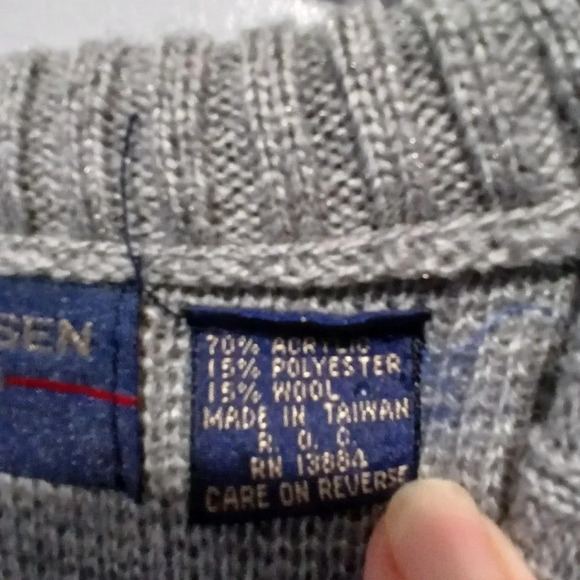 SEN
70% ACRYLIC
15% POLYESTER
15% WOOL
MADE IN TAIWAN
R. O. C.
RN 13884
CARE ON REVERSE